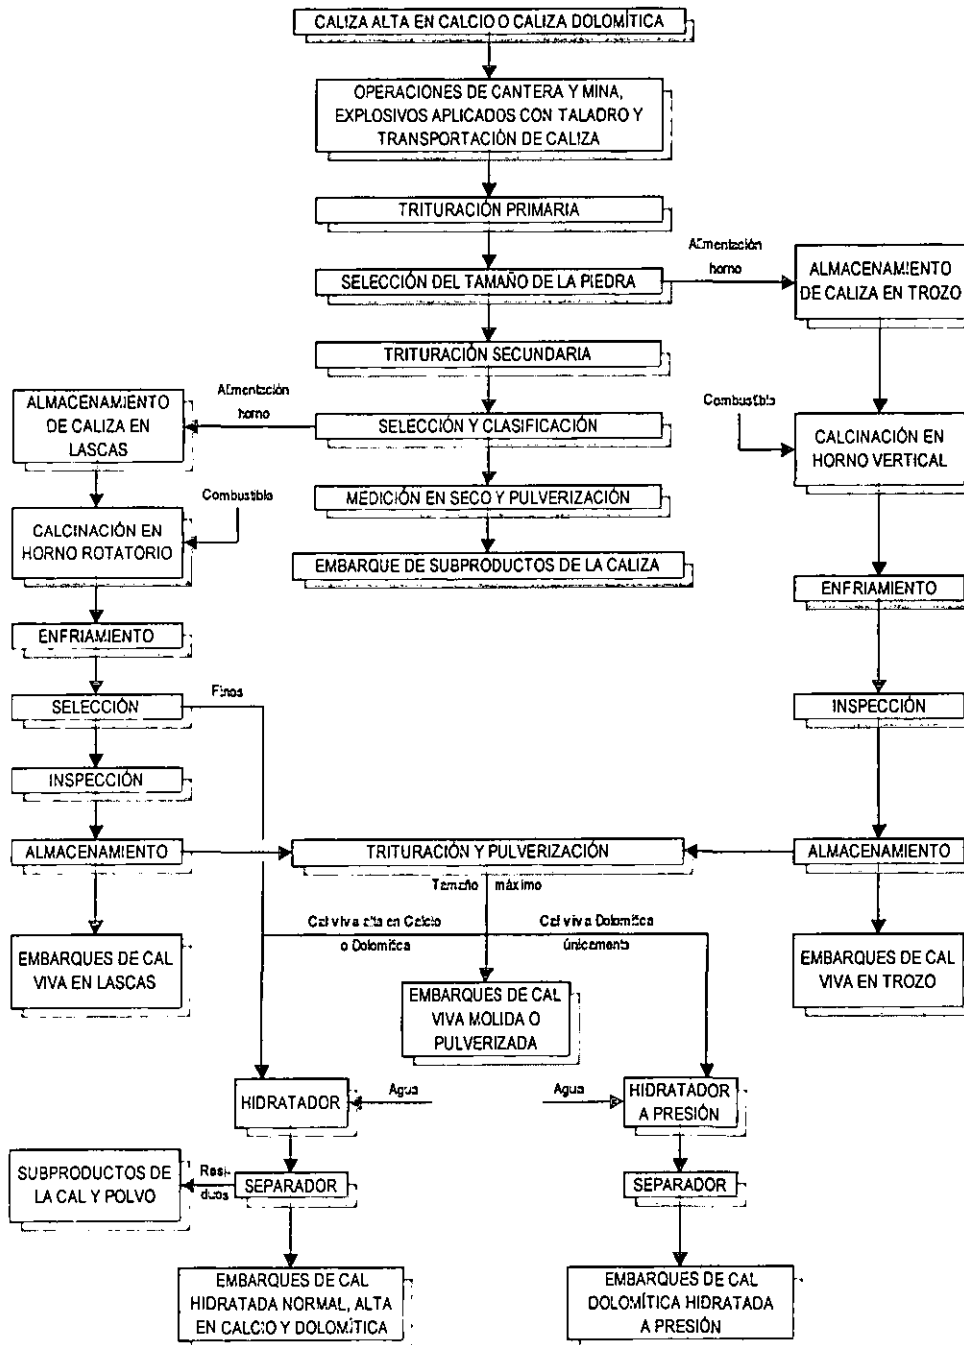 CALIZA ALTA EN CALCIO O CALIZA DOLOMÍTICA
OPERACIONES DE CANTERA Y MINA,
EXPLOSIVOS APLICADOS CON TALADRO Y
TRANSPORTACIÓN DE CALIZA
TRITURACIÓN PRIMARIA
Alimentación
horno
SELECCIÓN DEL TAMAÑO DE LA PIEDRA
ALMACENAMIENTO
DE CALIZA EN TROZO
TRITURACIÓN SECUNDARIA
Alimentación
horno
ALMACENAMIENTO
DE CALIZA EN
LASCAS
SELECCIÓN Y CLASIFICACIÓN
Combustible
CALCINACIÓN EN
HORNO VERTICAL
MEDICIÓN EN SECO Y PULVERIZACIÓN
Combustible
CALCINACIÓN EN
HORNO ROTATORIO
EMBARQUE DE SUBPRODUCTOS DE LA CALIZA
ENFRIAMIENTO
ENFRIAMIENTO
Finos
SELECCIÓN
INSPECCIÓN
INSPECCIÓN
ALMACENAMIENTO
TRITURACIÓN Y PULVERIZACIÓN
ALMACENAMIENTO
Tamaño máximo
Cal viva alta en Calcio
o Dolomítica
Cal viva Dolomítica
únicamente
EMBARQUES DE CAL
VIVA EN LASCAS
EMBARQUES DE CAL
VIVA MOLIDA O
PULVERIZADA
EMBARQUES DE CAL
VIVA EN TROZO
HIDRATADOR
Agua
Agua
HIDRATADOR
A PRESIÓN
SUBPRODUCTOS DE
LA CAL Y POLVO
Resi-
duos
SEPARADOR
SEPARADOR
EMBARQUES DE CAL
HIDRATADA NORMAL, ALTA
EN CALCIO Y DOLOMÍTICA
EMBARQUES DE CAL
DOLOMÍTICA HIDRATADA
A PRESIÓN